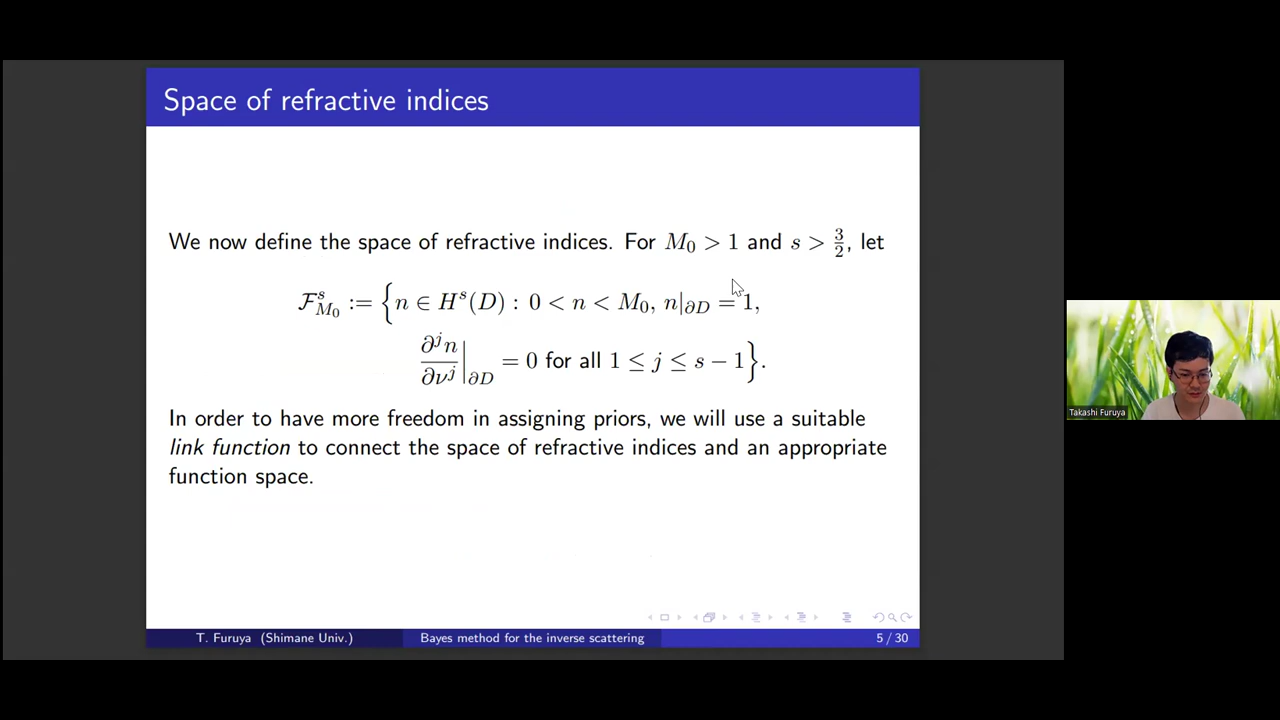 Space of refractive indices
We now define the space of refractive indices. For M₀ > 1 and s > 3/2, let
ℱˢ_{M₀} := { n ∈ Hˢ(D) : 0 < n < M₀, n|_{∂D} = 1,
∂ʲn/∂νʲ |_{∂D} = 0 for all 1 ≤ j ≤ s − 1 }.
In order to have more freedom in assigning priors, we will use a suitable
link function to connect the space of refractive indices and an appropriate
function space.
Takashi Furuya
T. Furuya (Shimane Univ.) Bayes method for the inverse scattering 5 / 30